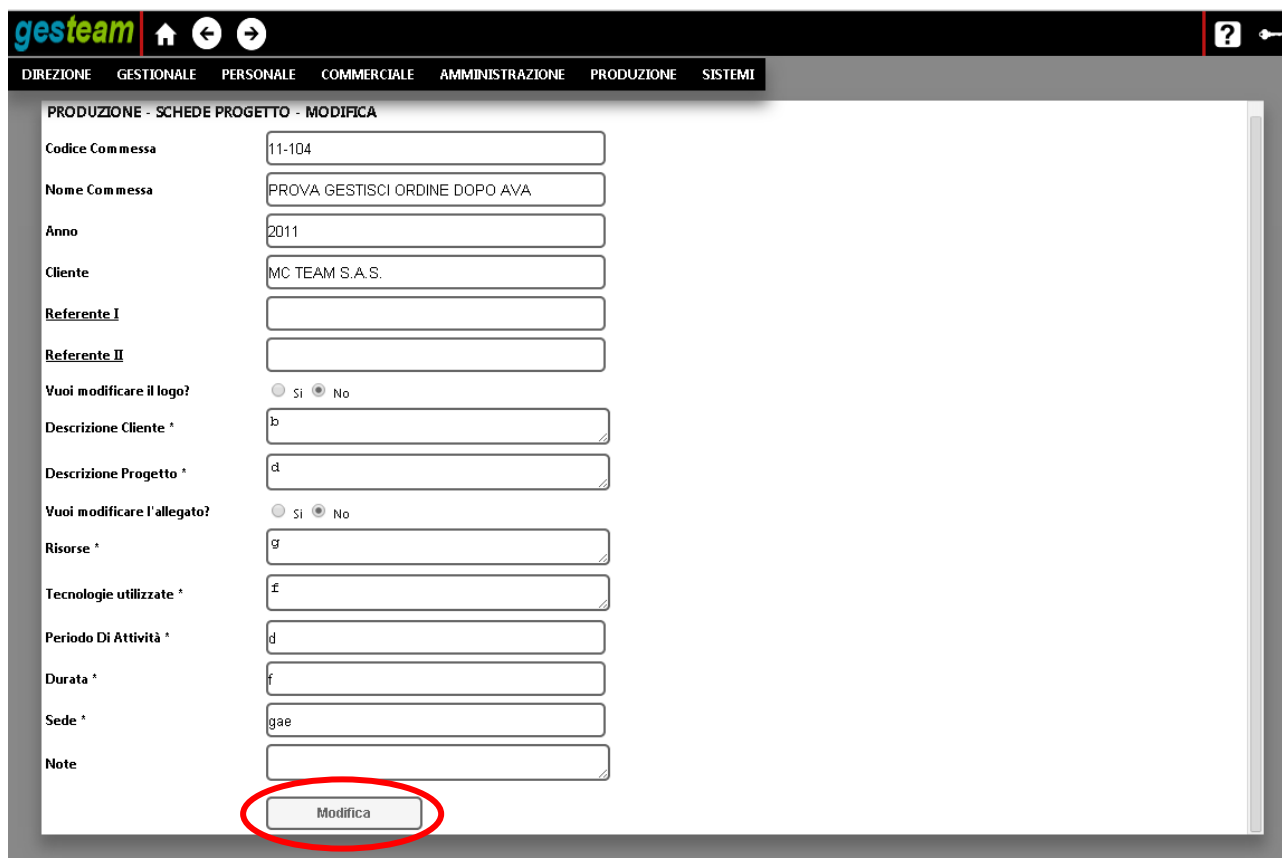 gesteam
?
DIREZIONE GESTIONALE PERSONALE COMMERCIALE AMMINISTRAZIONE PRODUZIONE SISTEMI
PRODUZIONE - SCHEDE PROGETTO - MODIFICA
Codice Commessa 11-104
Nome Commessa PROVA GESTISCI ORDINE DOPO AVA
Anno 2011
Cliente MC TEAM S.A.S.
Referente I
Referente II
Vuoi modificare il logo? Si No
Descrizione Cliente * b
Descrizione Progetto * d
Vuoi modificare l'allegato? Si No
Risorse * g
Tecnologie utilizzate * f
Periodo Di Attività * d
Durata * f
Sede * gae
Note
Modifica